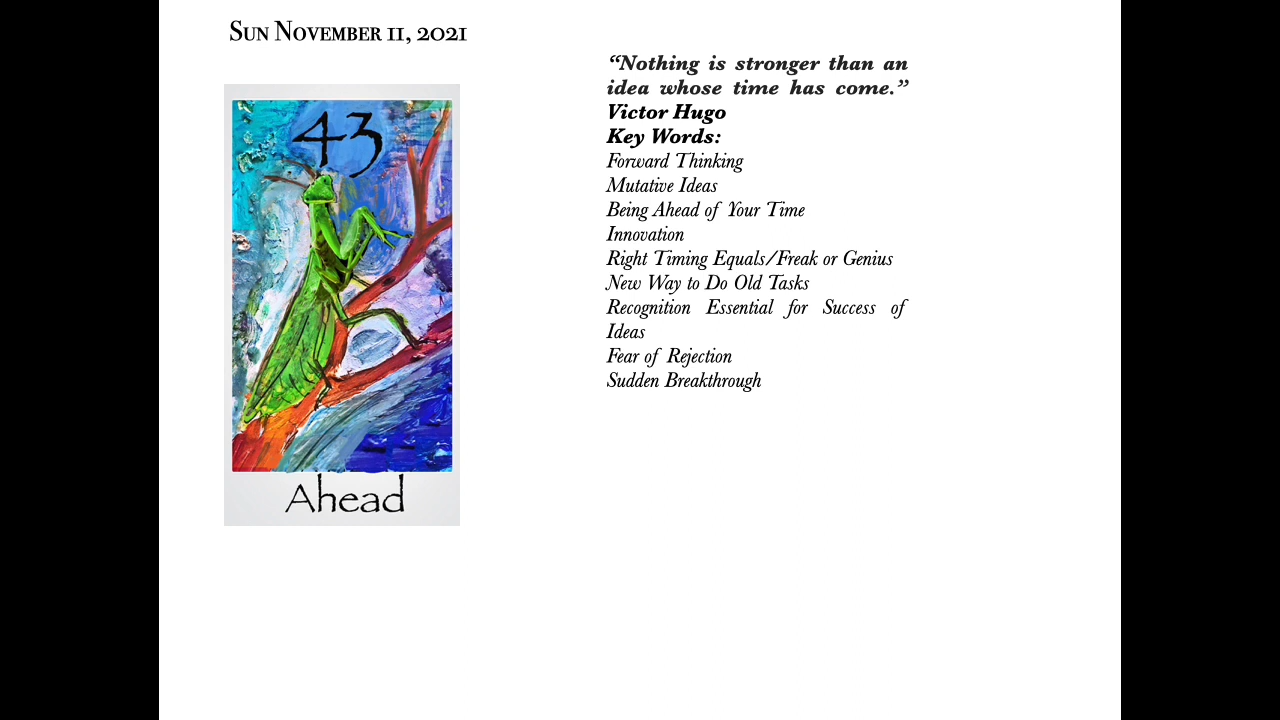 Sun November 11, 2021
43
Ahead
“Nothing is stronger than an
idea whose time has come.”
Victor Hugo
Key Words:
Forward Thinking
Mutative Ideas
Being Ahead of Your Time
Innovation
Right Timing Equals/Freak or Genius
New Way to Do Old Tasks
Recognition Essential for Success of
Ideas
Fear of Rejection
Sudden Breakthrough